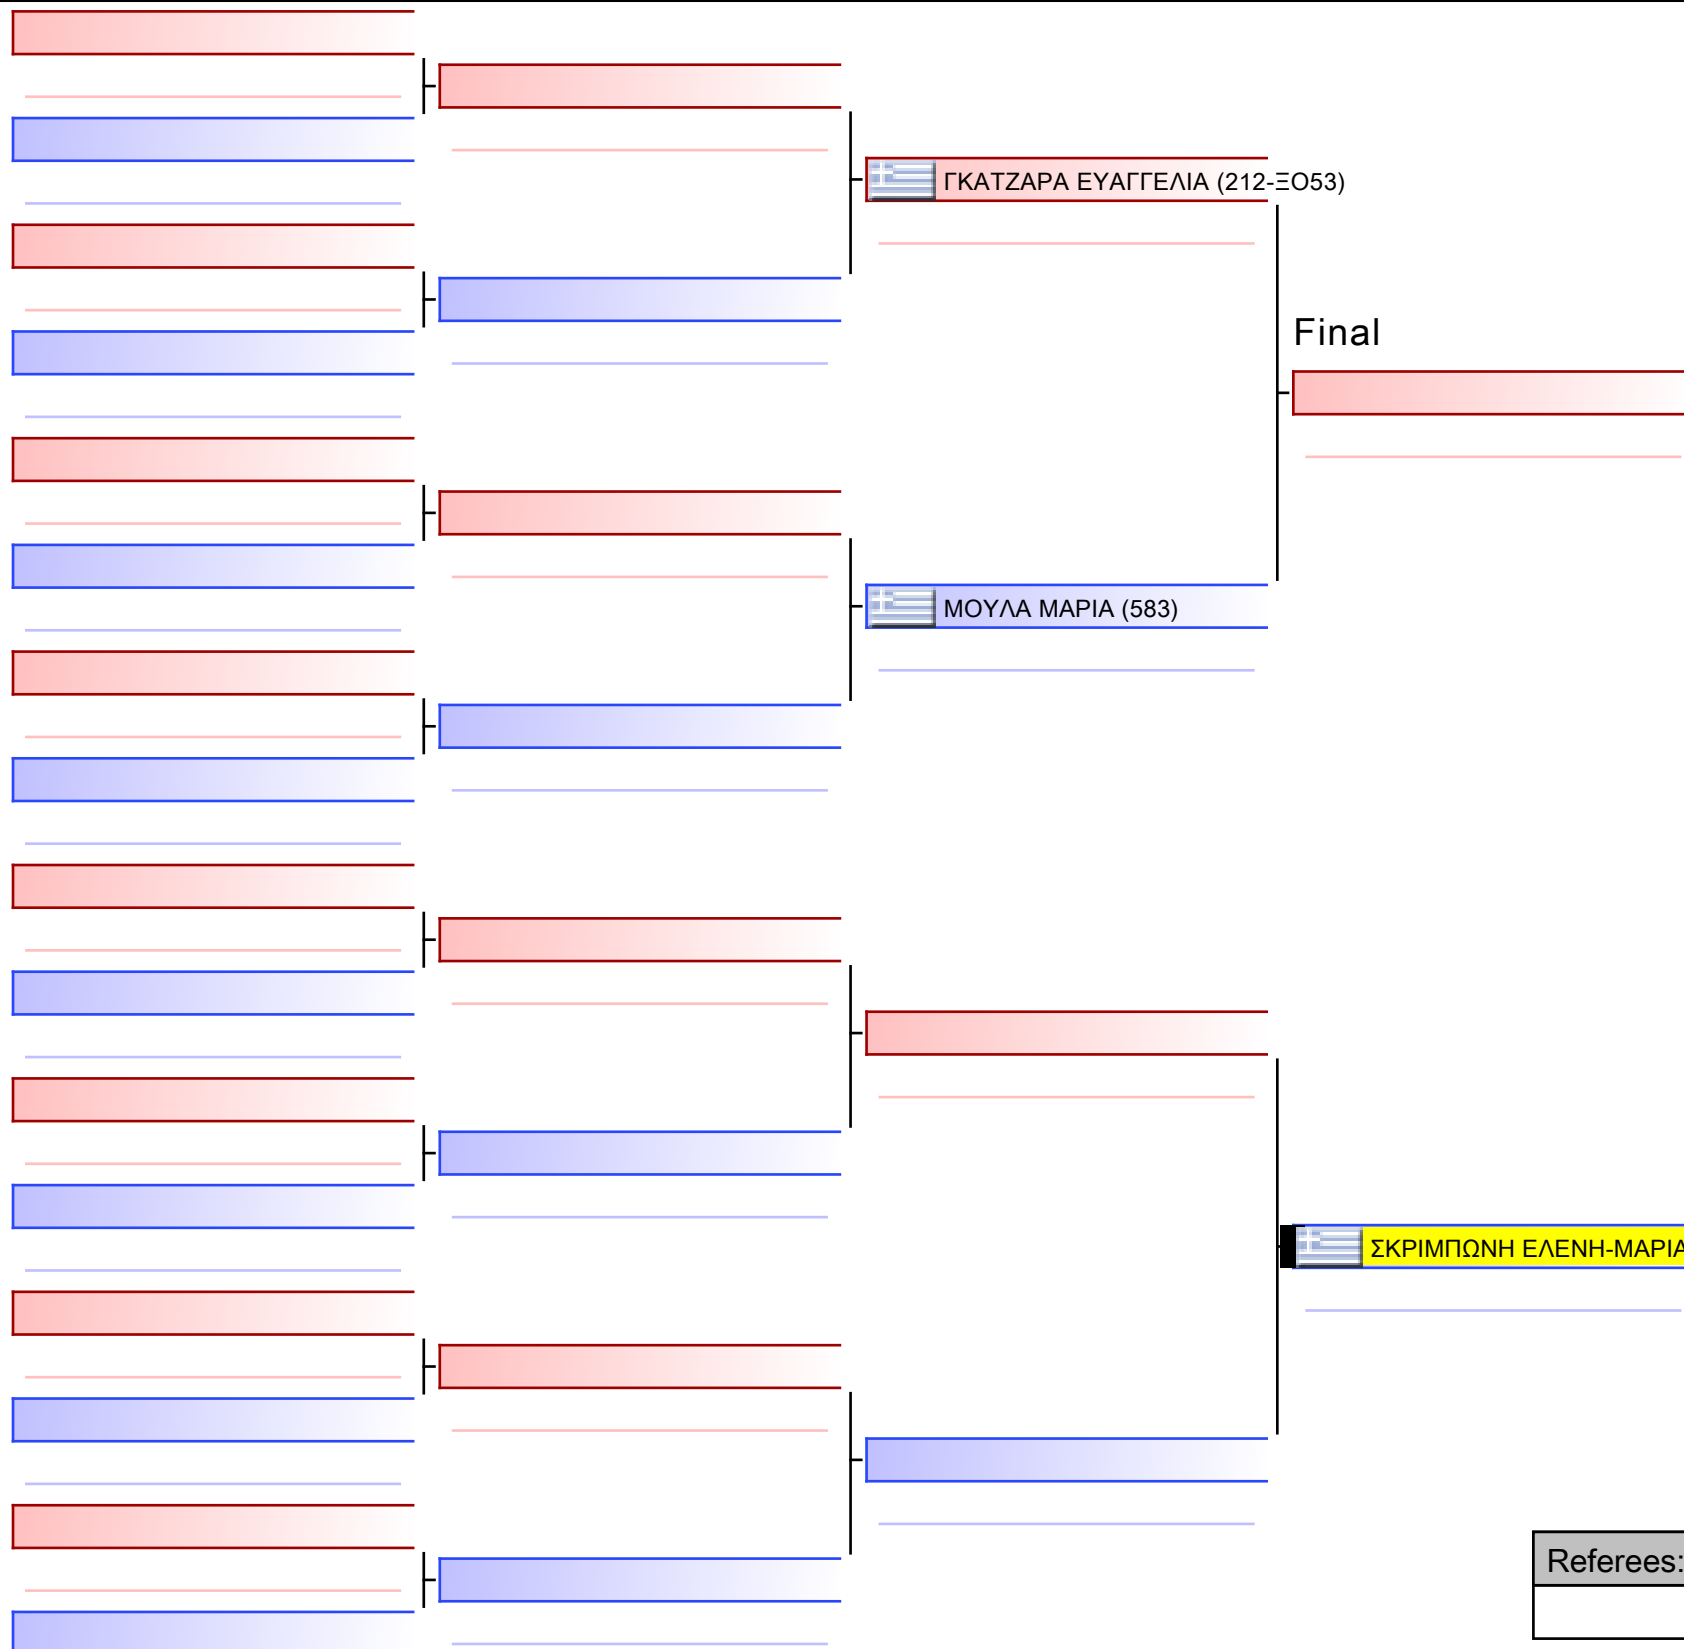 ΓΚΑΤΖΑΡΑ ΕΥΑΓΓΕΛΙΑ (212-ΞΟ53)
Final
ΜΟΥΛΑ ΜΑΡΙΑ (583)
ΣΚΡΙΜΠΩΝΗ ΕΛΕΝΗ-ΜΑΡΙΑ
Referees: